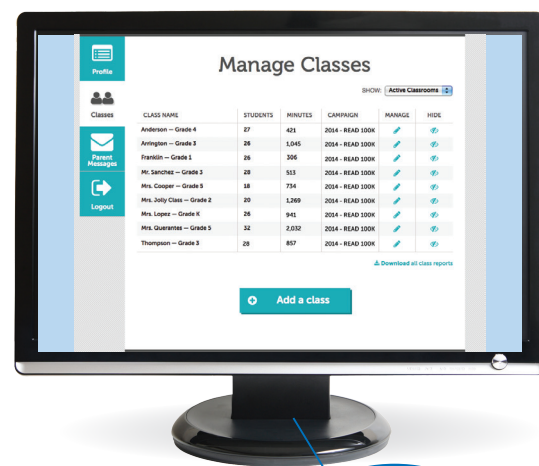 Profile
Classes
Parent
Messages
Logout
Manage Classes
SHOW: Active Classrooms
CLASS NAME STUDENTS MINUTES CAMPAIGN MANAGE HIDE
Anderson — Grade 4 27 421 2014 - READ 100K
Arrington — Grade 3 26 1,045 2014 - READ 100K
Franklin — Grade 1 26 306 2014 - READ 100K
Mr. Sanchez — Grade 3 28 513 2014 - READ 100K
Mrs. Cooper — Grade 5 18 734 2014 - READ 100K
Mrs. Jolly Class — Grade 2 20 1,269 2014 - READ 100K
Mrs. Lopez — Grade K 26 941 2014 - READ 100K
Mrs. Querantes — Grade 5 32 2,032 2014 - READ 100K
Thompson — Grade 3 28 857 2014 - READ 100K
Download all class reports
Add a class